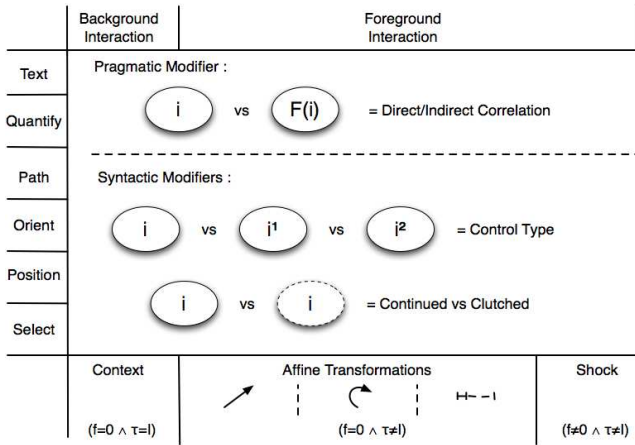 Background
Interaction
Foreground
Interaction
Text
Pragmatic Modifier :
i vs F(i) = Direct/Indirect Correlation
Quantify
Path
Syntactic Modifiers :
Orient
i vs i¹ vs i² = Control Type
Position
i vs i = Continued vs Clutched
Select
Context
Affine Transformations
Shock
(f=0 ∧ τ=I)
(f=0 ∧ τ≠I)
(f≠0 ∧ τ≠I)